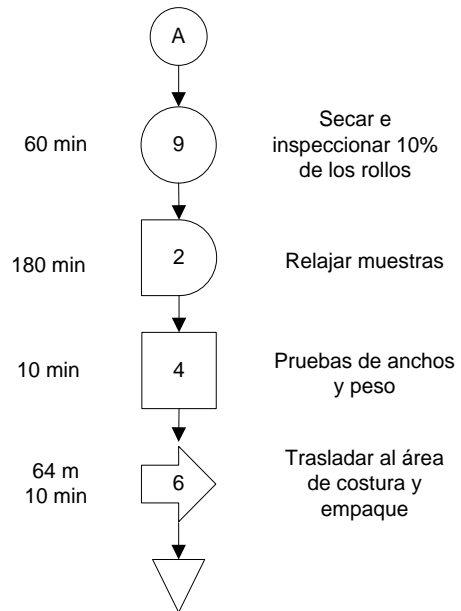 A
60 min
9
Secar e
inspeccionar 10%
de los rollos
180 min
2
Relajar muestras
10 min
4
Pruebas de anchos
y peso
64 m
10 min
6
Trasladar al área
de costura y
empaque